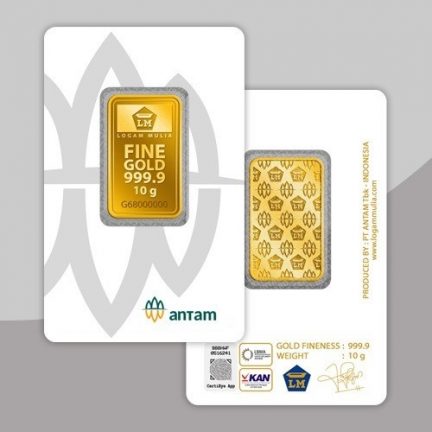 LM
LOGAM MULIA
FINE
GOLD
999.9
10 g
G68000000
antam
PRODUCED BY : PT ANTAM Tbk - INDONESIA
www.logammulia.com
GOLD FINENESS : 999.9
WEIGHT : 10 g
0516241
CertiEye App
KAN
LM